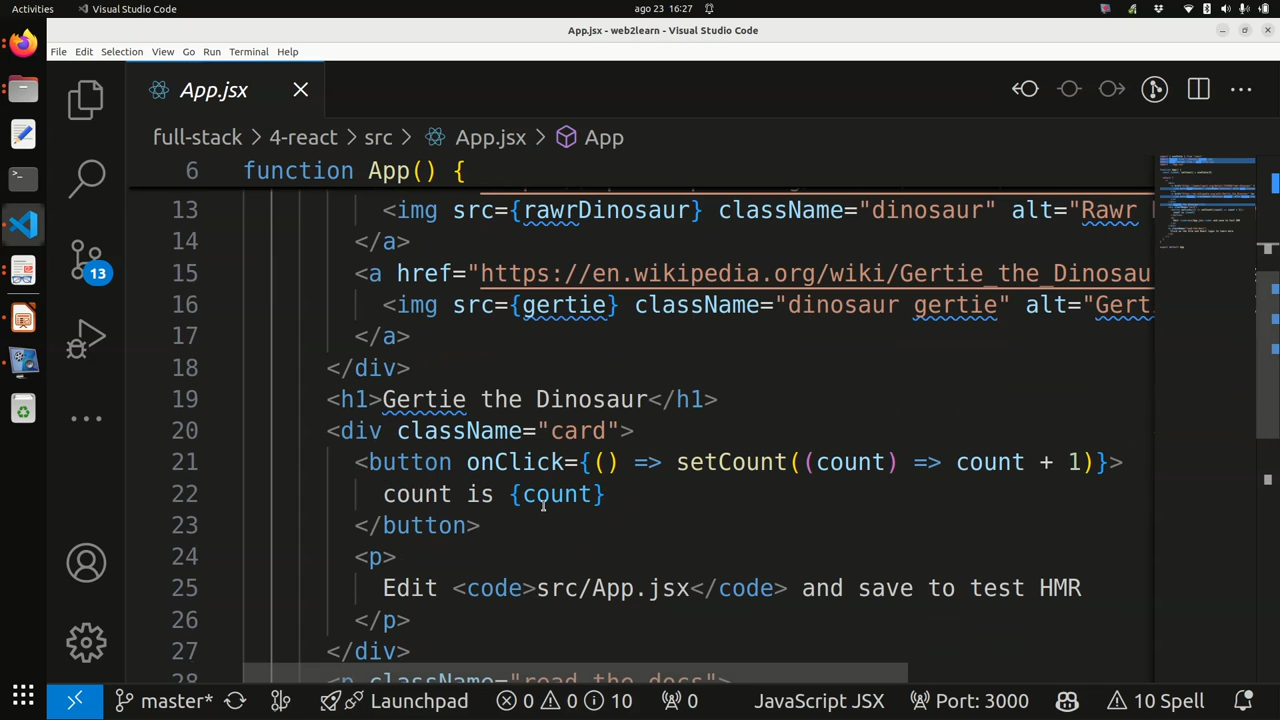 Activities
Visual Studio Code
ago 23 16:27
App.jsx - web2learn - Visual Studio Code
File Edit Selection View Go Run Terminal Help
App.jsx
full-stack > 4-react > src > App.jsx > App
6 function App() {
13 <img src={rawrDinosaur} className="dinosaur" alt="Rawr
14 </a>
15 <a href="https://en.wikipedia.org/wiki/Gertie_the_Dinosau
16 <img src={gertie} className="dinosaur gertie" alt="Gert
17 </a>
18 </div>
19 <h1>Gertie the Dinosaur</h1>
20 <div className="card">
21 <button onClick={() => setCount((count) => count + 1)}>
22 count is {count}
23 </button>
24 <p>
25 Edit <code>src/App.jsx</code> and save to test HMR
26 </p>
27 </div>
28 <p className="read-the-docs">
13
master* Launchpad 0 0 10 0 JavaScript JSX Port: 3000 10 Spell